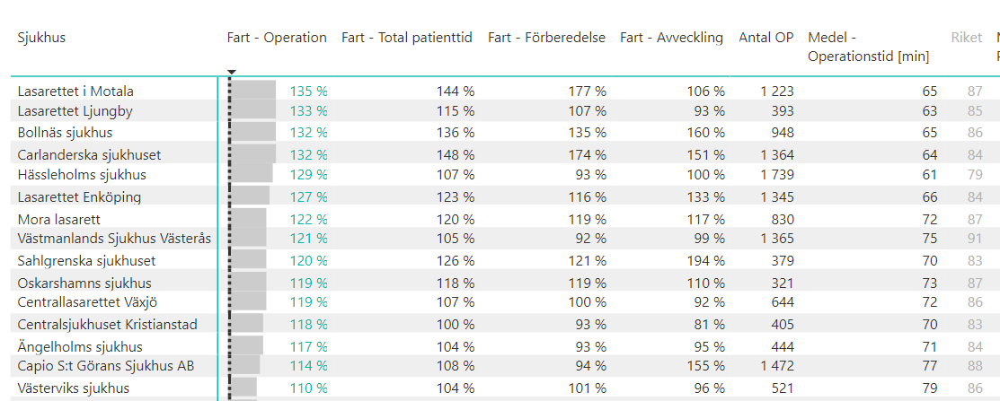 Sjukhus Fart - Operation Fart - Total patienttid Fart - Förberedelse Fart - Avveckling Antal OP Medel - Riket
Operationstid [min]
Lasarettet i Motala 135 % 144 % 177 % 106 % 1 223 65 87
Lasarettet Ljungby 133 % 115 % 107 % 93 % 393 63 85
Bollnäs sjukhus 132 % 136 % 135 % 160 % 948 65 86
Carlanderska sjukhuset 132 % 148 % 174 % 151 % 1 364 64 84
Hässleholms sjukhus 129 % 107 % 93 % 100 % 1 739 61 79
Lasarettet Enköping 127 % 123 % 116 % 133 % 1 345 66 84
Mora lasarett 122 % 120 % 119 % 117 % 830 72 87
Västmanlands Sjukhus Västerås 121 % 105 % 92 % 99 % 1 365 75 91
Sahlgrenska sjukhuset 120 % 126 % 121 % 194 % 379 70 83
Oskarshamns sjukhus 119 % 118 % 119 % 110 % 321 73 87
Centrallasarettet Växjö 119 % 107 % 100 % 92 % 644 72 86
Centralsjukhuset Kristianstad 118 % 100 % 93 % 81 % 405 70 83
Ängelholms sjukhus 117 % 104 % 93 % 95 % 444 71 84
Capio S:t Görans Sjukhus AB 114 % 108 % 94 % 155 % 1 472 77 88
Västerviks sjukhus 110 % 104 % 101 % 96 % 521 79 86